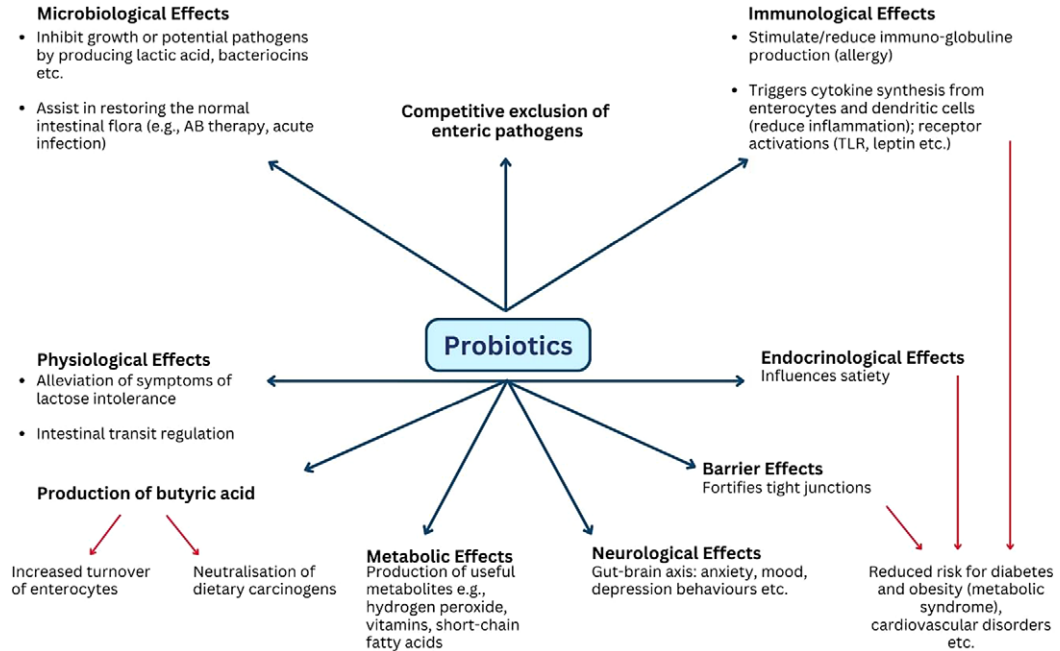 Microbiological Effects
• Inhibit growth or potential pathogens
by producing lactic acid, bacteriocins
etc.
• Assist in restoring the normal
intestinal flora (e.g., AB therapy, acute
infection)
Competitive exclusion of
enteric pathogens
Immunological Effects
• Stimulate/reduce immuno-globuline
production (allergy)
• Triggers cytokine synthesis from
enterocytes and dendritic cells
(reduce inflammation); receptor
activations (TLR, leptin etc.)
Probiotics
Physiological Effects
• Alleviation of symptoms of
lactose intolerance
• Intestinal transit regulation
Endocrinological Effects
Influences satiety
Production of butyric acid
Increased turnover
of enterocytes
Neutralisation of
dietary carcinogens
Metabolic Effects
Production of useful
metabolites e.g.,
hydrogen peroxide,
vitamins, short-chain
fatty acids
Neurological Effects
Gut-brain axis: anxiety, mood,
depression behaviours etc.
Barrier Effects
Fortifies tight junctions
Reduced risk for diabetes
and obesity (metabolic
syndrome),
cardiovascular disorders
etc.